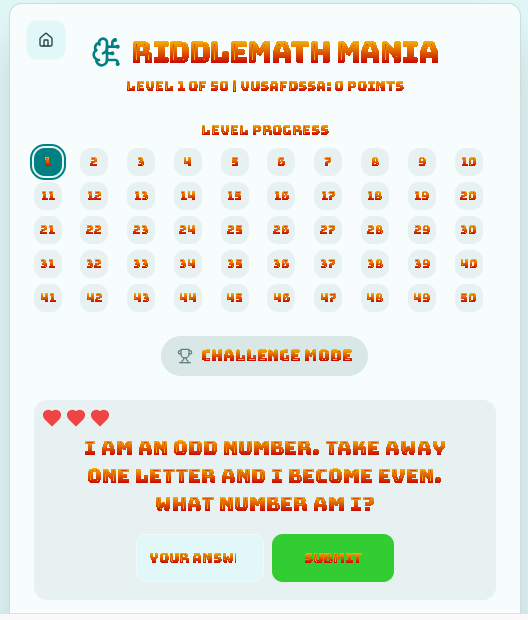 RIDDLEMATH MANIA
LEVEL 1 OF 50 | VUSAFDSSA: 0 POINTS
LEVEL PROGRESS
1 2 3 4 5 6 7 8 9 10
11 12 13 14 15 16 17 18 19 20
21 22 23 24 25 26 27 28 29 30
31 32 33 34 35 36 37 38 39 40
41 42 43 44 45 46 47 48 49 50
CHALLENGE MODE
I AM AN ODD NUMBER. TAKE AWAY
ONE LETTER AND I BECOME EVEN.
WHAT NUMBER AM I?
YOUR ANSW
SUBMIT